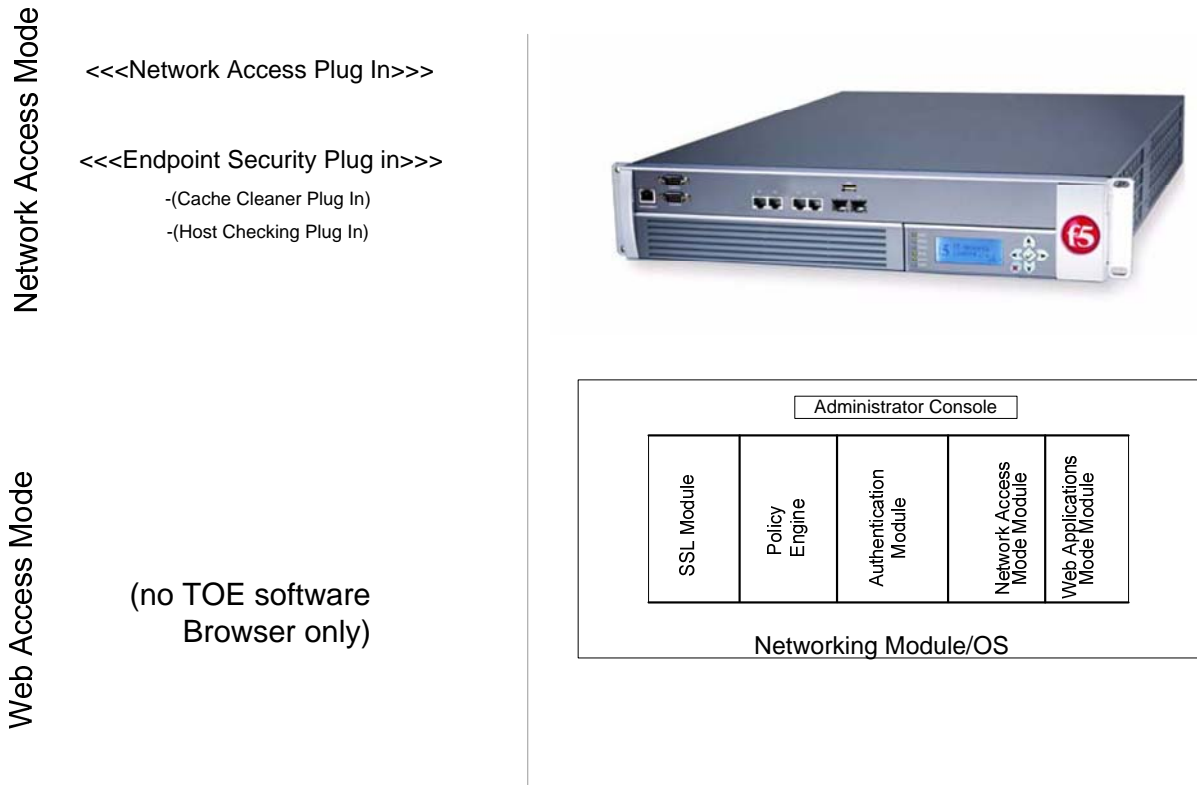 Network Access Mode
<<<Network Access Plug In>>>
<<<Endpoint Security Plug in>>>
-(Cache Cleaner Plug In)
-(Host Checking Plug In)
f5
Web Access Mode
(no TOE software
Browser only)
Administrator Console
SSL Module
Policy
Engine
Authentication
Module
Network Access
Mode Module
Web Applications
Mode Module
Networking Module/OS